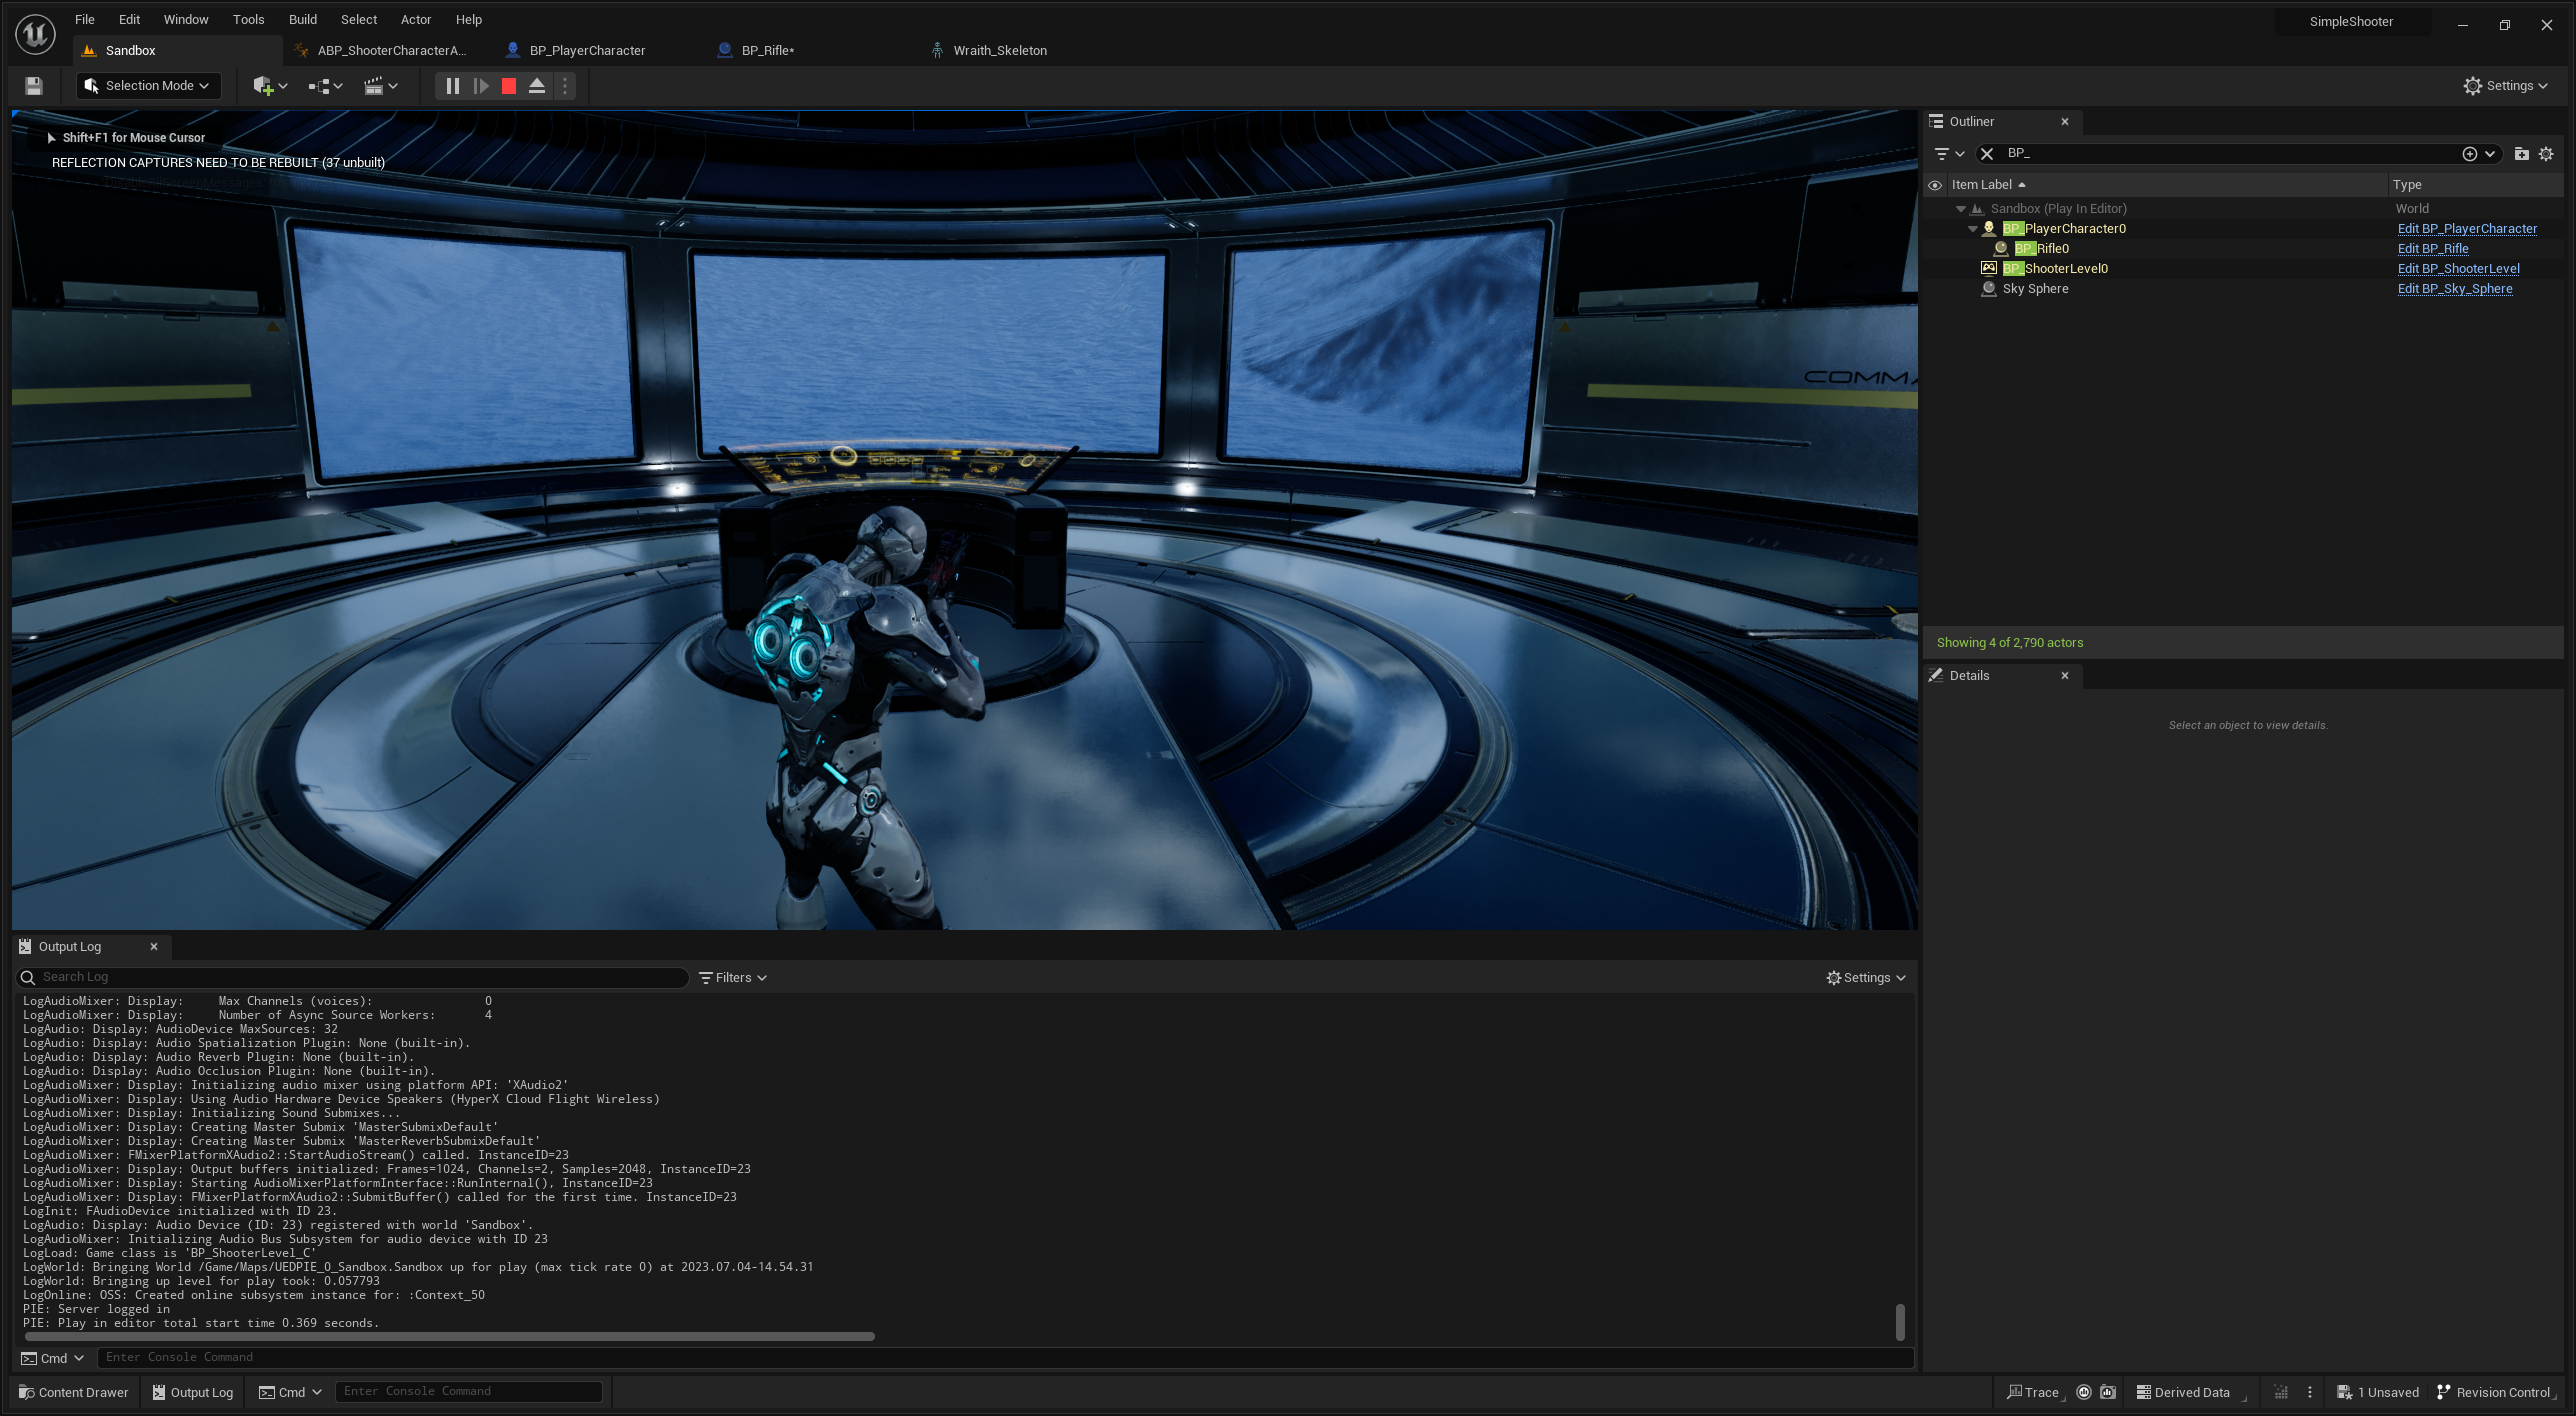 File Edit Window Tools Build Select Actor Help
SimpleShooter
Sandbox
ABP_ShooterCharacterA...
BP_PlayerCharacter
BP_Rifle*
Wraith_Skeleton
Selection Mode
Settings
Shift+F1 for Mouse Cursor
REFLECTION CAPTURES NEED TO BE REBUILT (37 unbuilt)
COMMA
Outliner
BP_
Item Label Type
Sandbox (Play In Editor) World
BP_PlayerCharacter0 Edit BP_PlayerCharacter
BP_Rifle0 Edit BP_Rifle
BP_ShooterLevel0 Edit BP_ShooterLevel
Sky Sphere Edit BP_Sky_Sphere
Showing 4 of 2,790 actors
Details
Select an object to view details.
Output Log
Search Log
Filters
Settings
LogAudioMixer: Display: Max Channels (voices): 0
LogAudioMixer: Display: Number of Async Source Workers: 4
LogAudio: Display: AudioDevice MaxSources: 32
LogAudio: Display: Audio Spatialization Plugin: None (built-in).
LogAudio: Display: Audio Reverb Plugin: None (built-in).
LogAudio: Display: Audio Occlusion Plugin: None (built-in).
LogAudioMixer: Display: Initializing audio mixer using platform API: 'XAudio2'
LogAudioMixer: Display: Using Audio Hardware Device Speakers (HyperX Cloud Flight Wireless)
LogAudioMixer: Display: Initializing Sound Submixes...
LogAudioMixer: Display: Creating Master Submix 'MasterSubmixDefault'
LogAudioMixer: Display: Creating Master Submix 'MasterReverbSubmixDefault'
LogAudioMixer: FMixerPlatformXAudio2::StartAudioStream() called. InstanceID=23
LogAudioMixer: Display: Output buffers initialized: Frames=1024, Channels=2, Samples=2048, InstanceID=23
LogAudioMixer: Display: Starting AudioMixerPlatformInterface::RunInternal(), InstanceID=23
LogAudioMixer: Display: FMixerPlatformXAudio2::SubmitBuffer() called for the first time. InstanceID=23
LogInit: FAudioDevice initialized with ID 23.
LogAudio: Display: Audio Device (ID: 23) registered with world 'Sandbox'.
LogAudioMixer: Initializing Audio Bus Subsystem for audio device with ID 23
LogLoad: Game class is 'BP_ShooterLevel_C'
LogWorld: Bringing World /Game/Maps/UEDPIE_0_Sandbox.Sandbox up for play (max tick rate 0) at 2023.07.04-14.54.31
LogWorld: Bringing up level for play took: 0.057793
LogOnline: OSS: Created online subsystem instance for: :Context_50
PIE: Server logged in
PIE: Play in editor total start time 0.369 seconds.
Cmd Enter Console Command
Content Drawer Output Log Cmd Enter Console Command Trace Derived Data 1 Unsaved Revision Control